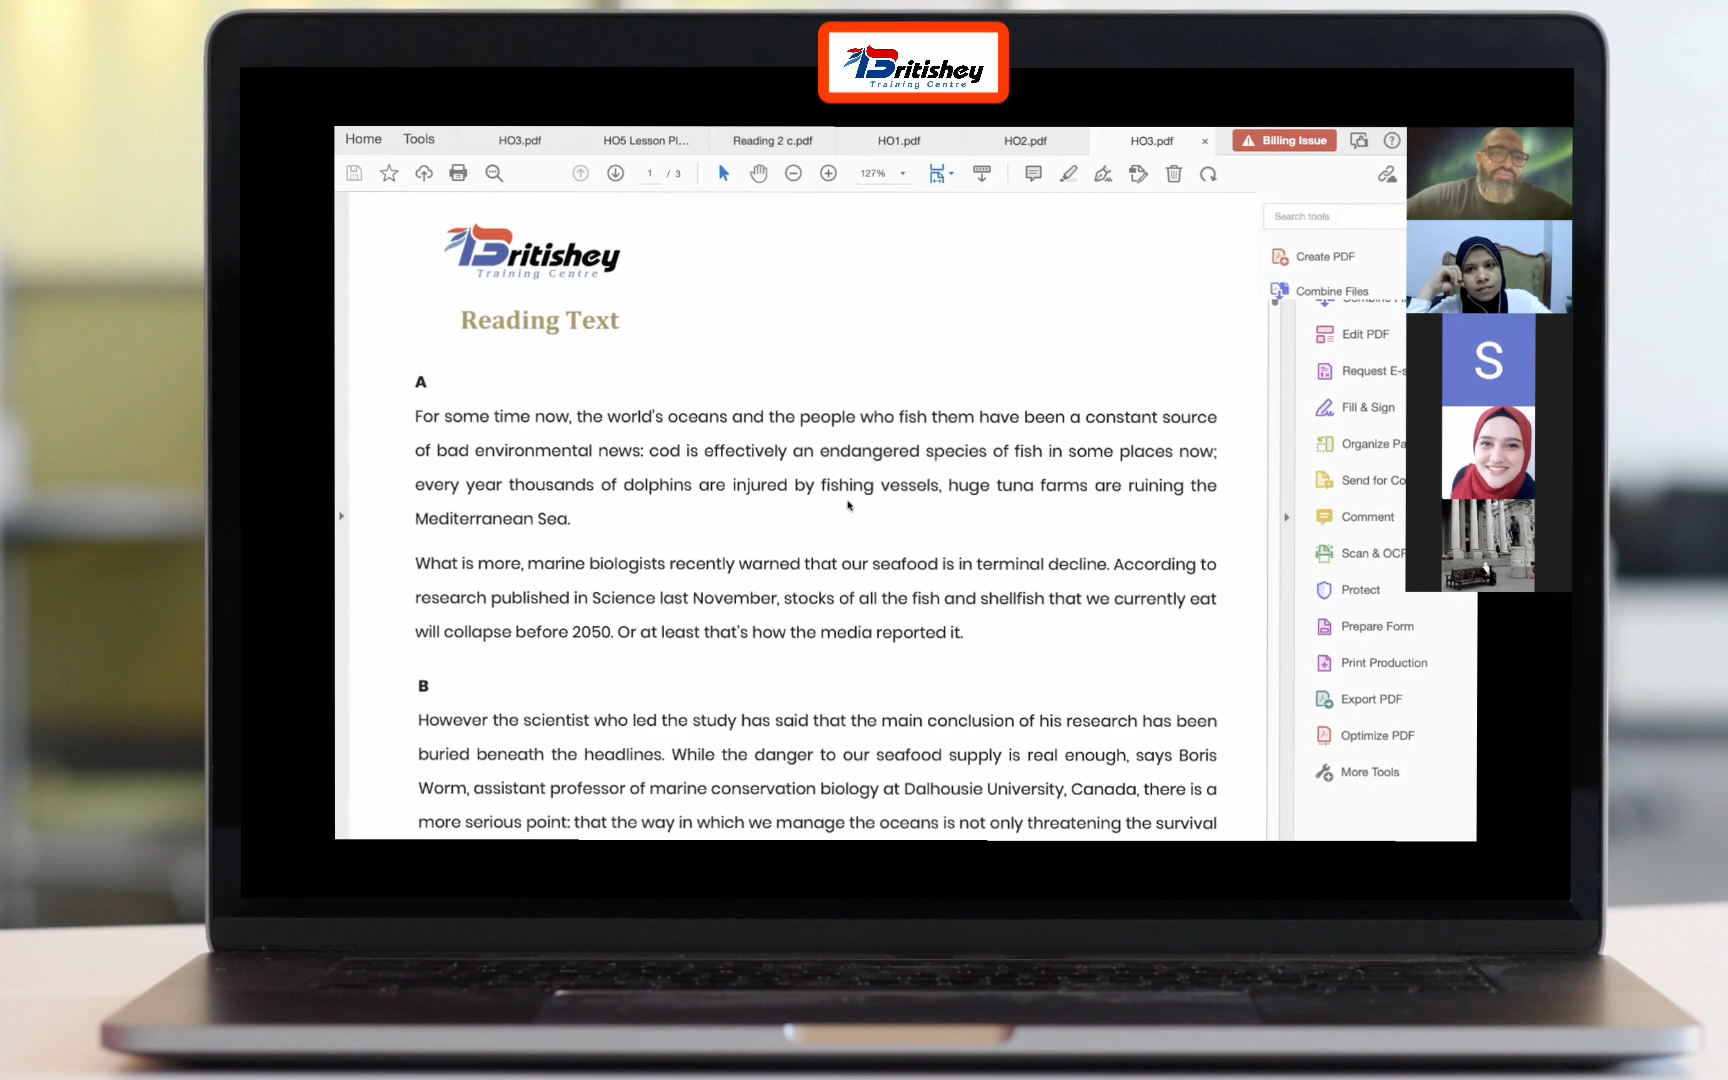 Britishey
Training Centre
Home Tools HO3.pdf HO5 Lesson Pl... Reading 2 c.pdf HO1.pdf HO2.pdf HO3.pdf × Billing Issue
1 / 3 127%
Search tools
Britishey
Training Centre
Reading Text
A
For some time now, the world's oceans and the people who fish them have been a constant source
of bad environmental news: cod is effectively an endangered species of fish in some places now;
every year thousands of dolphins are injured by fishing vessels, huge tuna farms are ruining the
Mediterranean Sea.
What is more, marine biologists recently warned that our seafood is in terminal decline. According to
research published in Science last November, stocks of all the fish and shellfish that we currently eat
will collapse before 2050. Or at least that's how the media reported it.
B
However the scientist who led the study has said that the main conclusion of his research has been
buried beneath the headlines. While the danger to our seafood supply is real enough, says Boris
Worm, assistant professor of marine conservation biology at Dalhousie University, Canada, there is a
more serious point: that the way in which we manage the oceans is not only threatening the survival
Create PDF
Combine Files
Edit PDF
Request E-s
Fill & Sign
Organize Pa
Send for Co
Comment
Scan & OCR
Protect
Prepare Form
Print Production
Export PDF
Optimize PDF
More Tools
S